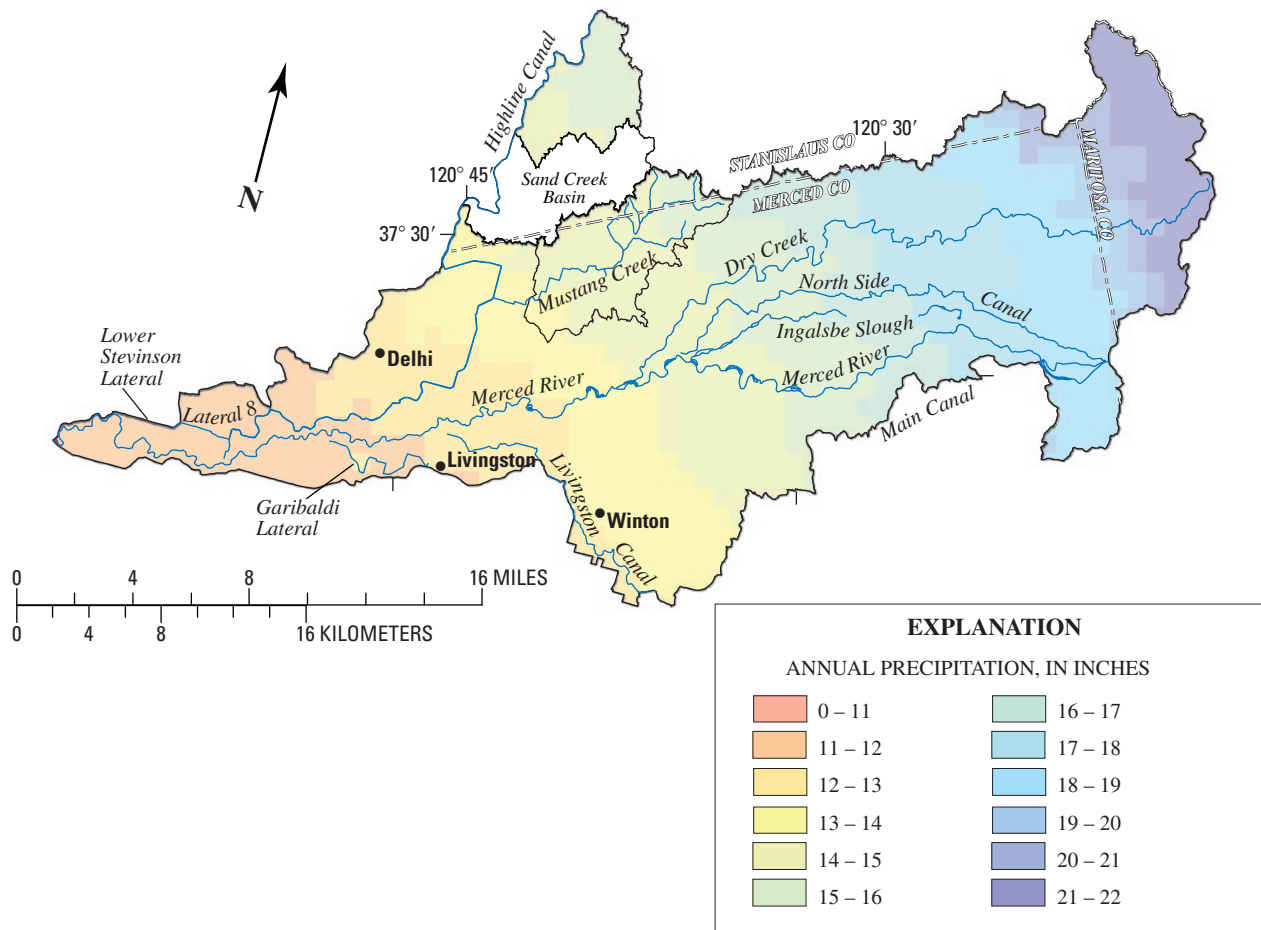 Highline Canal
N
120° 45′
Sand Creek
Basin
STANISLAUS CO
MERCED CO
120° 30′
MARIPOSA CO
37° 30′
Mustang Creek
Dry Creek
North Side
Canal
Ingalsbe Slough
Merced River
Main Canal
Lower
Stevinson
Lateral
Delhi
Merced River
Lateral 8
Livingston
Garibaldi
Lateral
Livingston
Canal
Winton
0 4 8 16 MILES
0 4 8 16 KILOMETERS
EXPLANATION
ANNUAL PRECIPITATION, IN INCHES
0 – 11
11 – 12
12 – 13
13 – 14
14 – 15
15 – 16
16 – 17
17 – 18
18 – 19
19 – 20
20 – 21
21 – 22